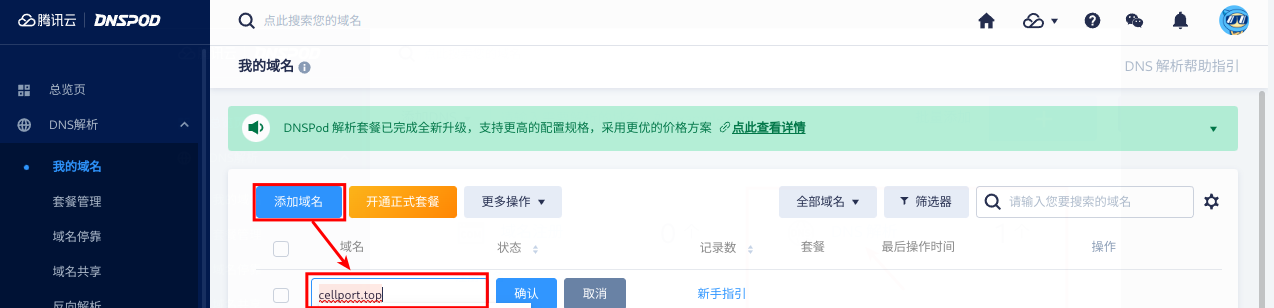 腾讯云 DNSPOD 点此搜索您的域名
我的域名 DNS 解析帮助指引
总览页
DNS解析
DNSPod 解析套餐已完成全新升级，支持更高的配置规格，采用更优的价格方案 点此查看详情
我的域名
套餐管理
添加域名 开通正式套餐 更多操作 全部域名 筛选器 请输入您要搜索的域名
域名停靠
域名 状态 记录数 套餐 最后操作时间 操作
域名共享
cellport.top 确认 取消 新手指引
反向解析